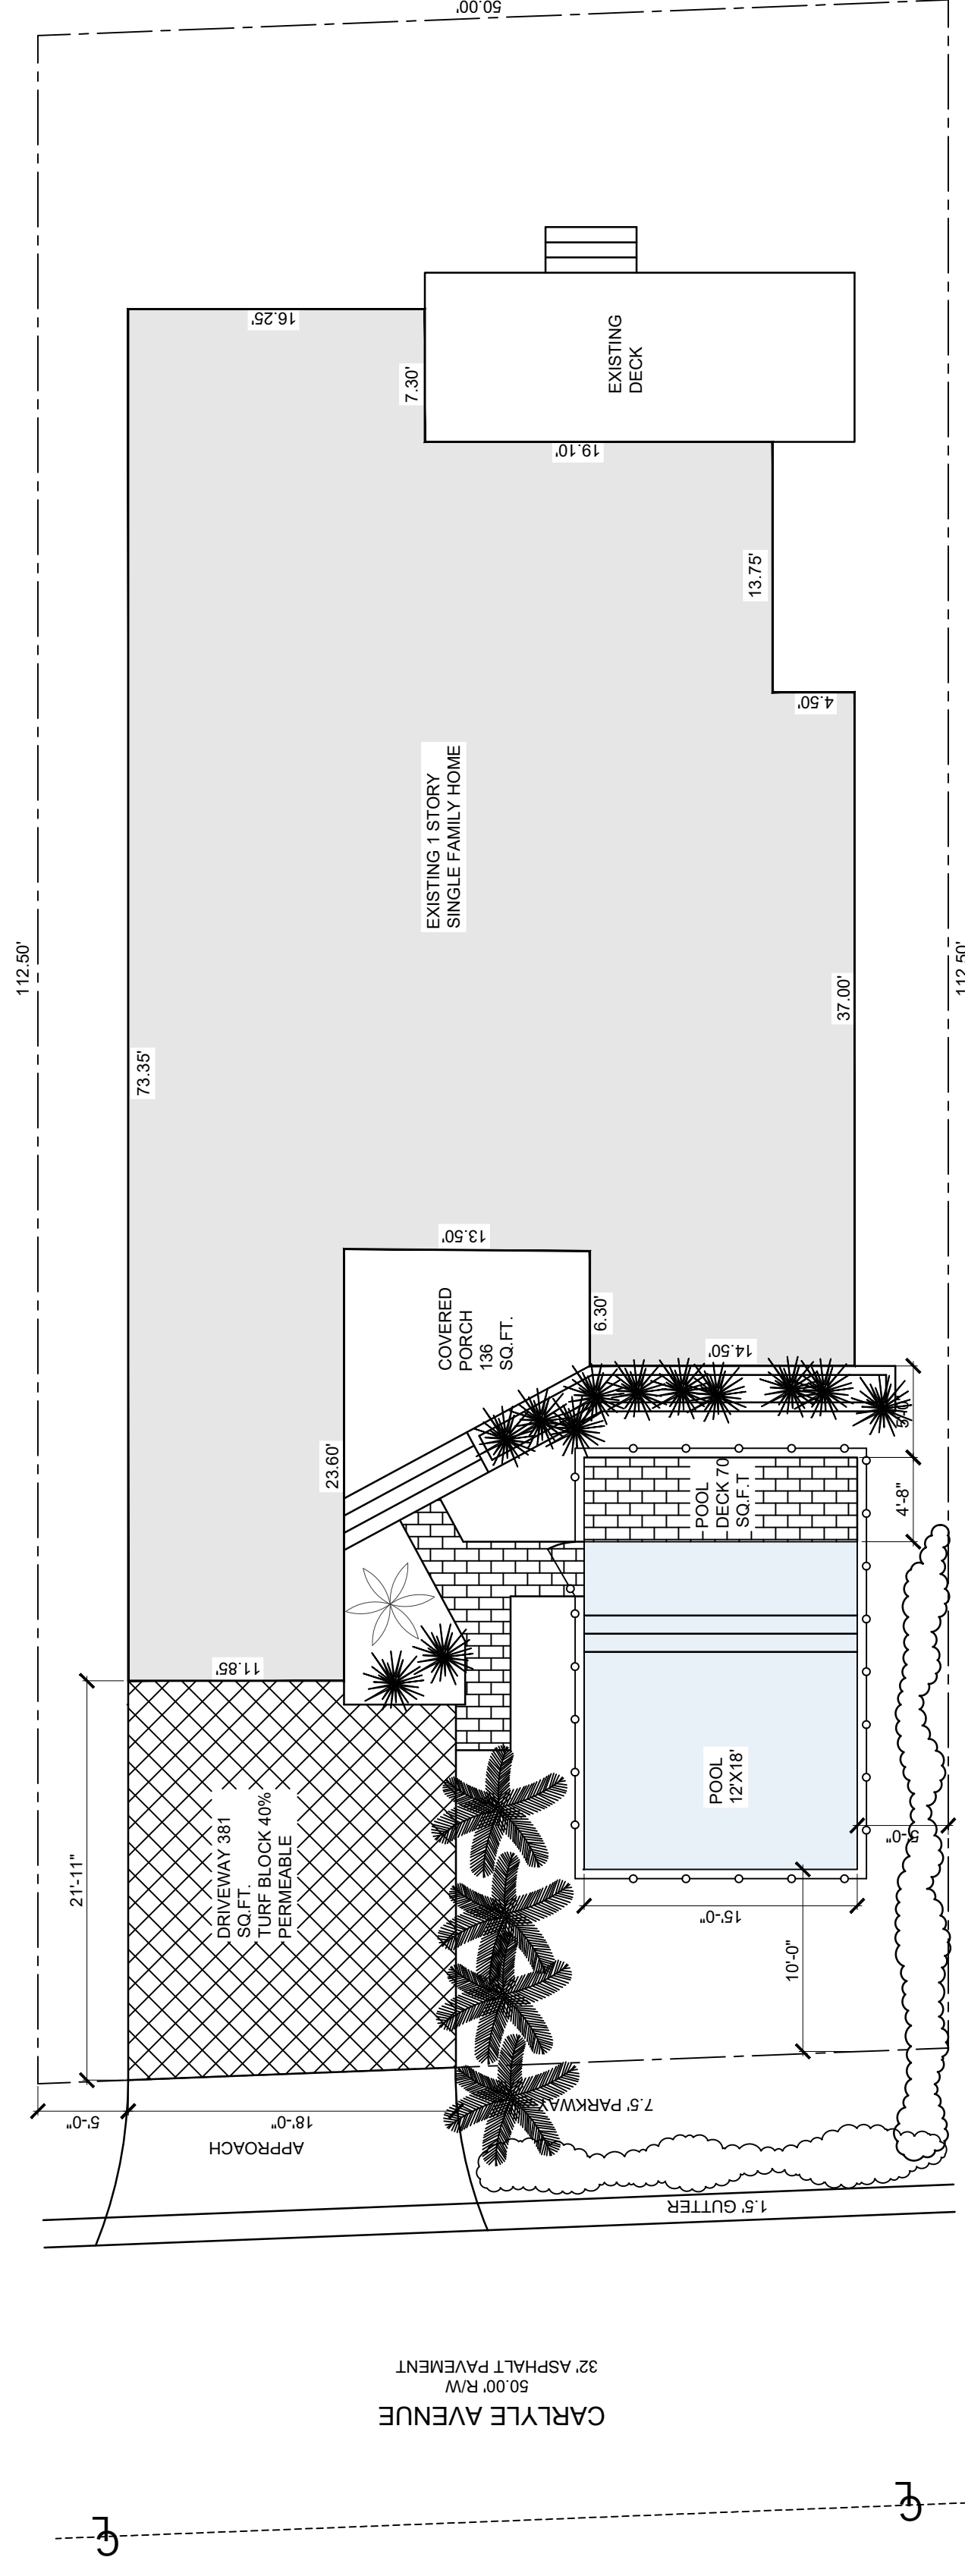 50.00'
16.25'
7.30'
EXISTING
DECK
19.10'
13.75'
4.50'
EXISTING 1 STORY
SINGLE FAMILY HOME
112.50'
112.50'
37.00'
73.35'
13.50'
COVERED
PORCH
136
SQ.FT.
6.30'
14.50'
23.60'
POOL
DECK 70
SQ.F.T
4'-8"
11.85'
POOL
12'X18'
5'-0"
21'-11"
DRIVEWAY 381
SQ.FT.
TURF BLOCK 40%
PERMEABLE
15'-0"
10'-0"
5'-0"
18'-0"
7.5' PARKWAY
APPROACH
1.5' GUTTER
32' ASPHALT PAVEMENT
50.00' R/W
CARLYLE AVENUE
CL
CL